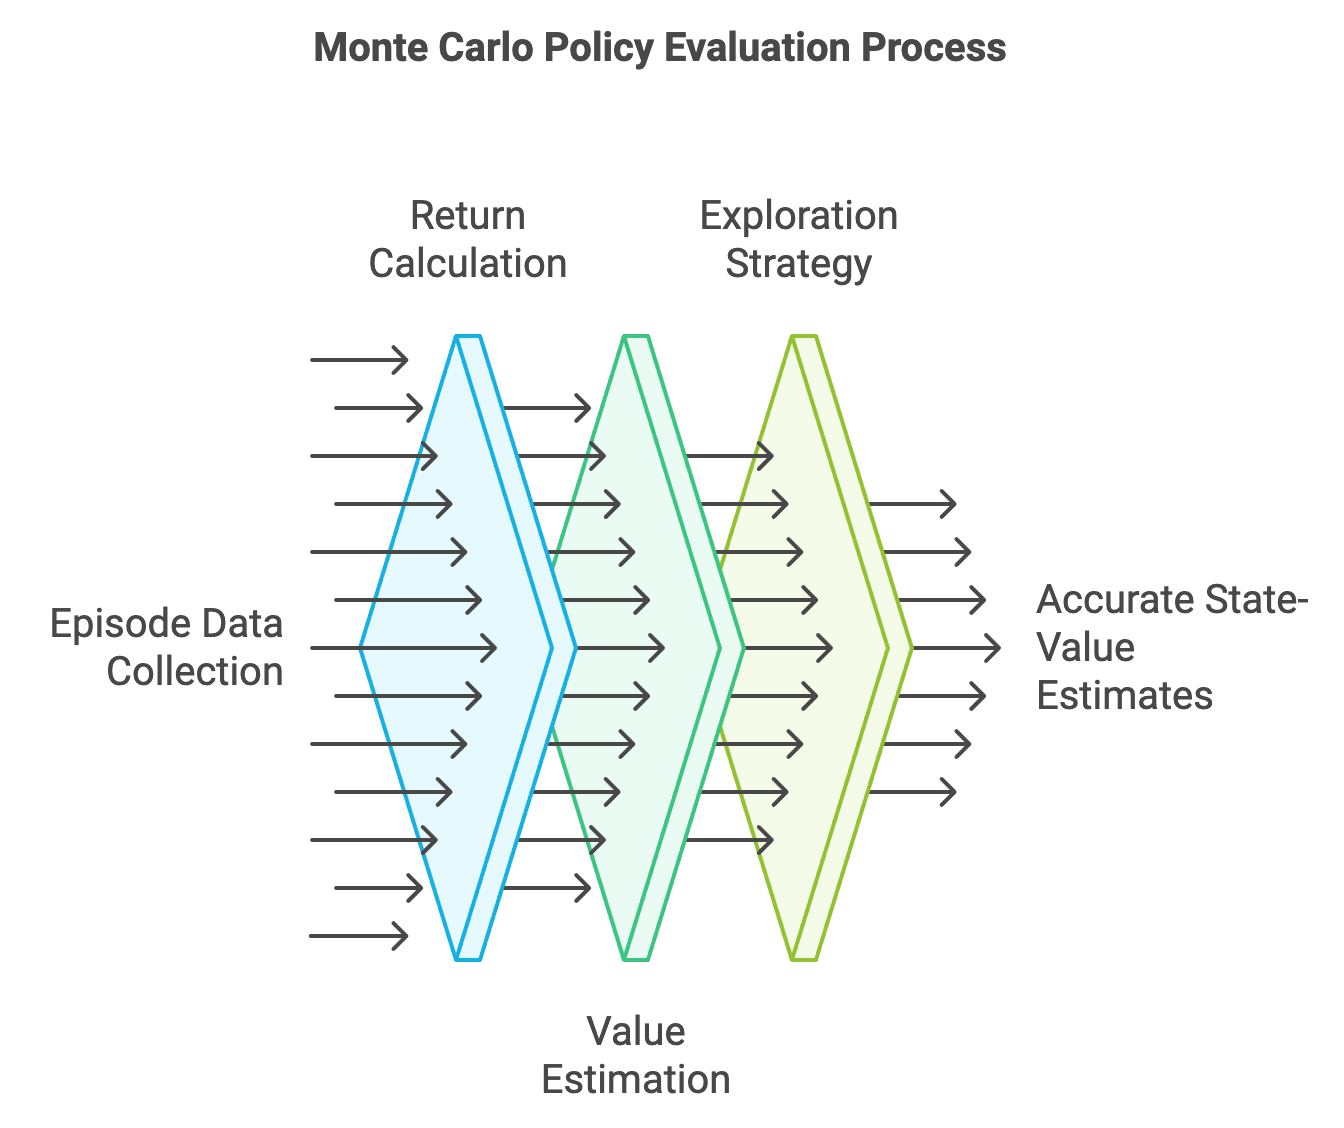 Monte Carlo Policy Evaluation Process
Return
Calculation
Exploration
Strategy
Episode Data
Collection
Accurate State-
Value
Estimates
Value
Estimation